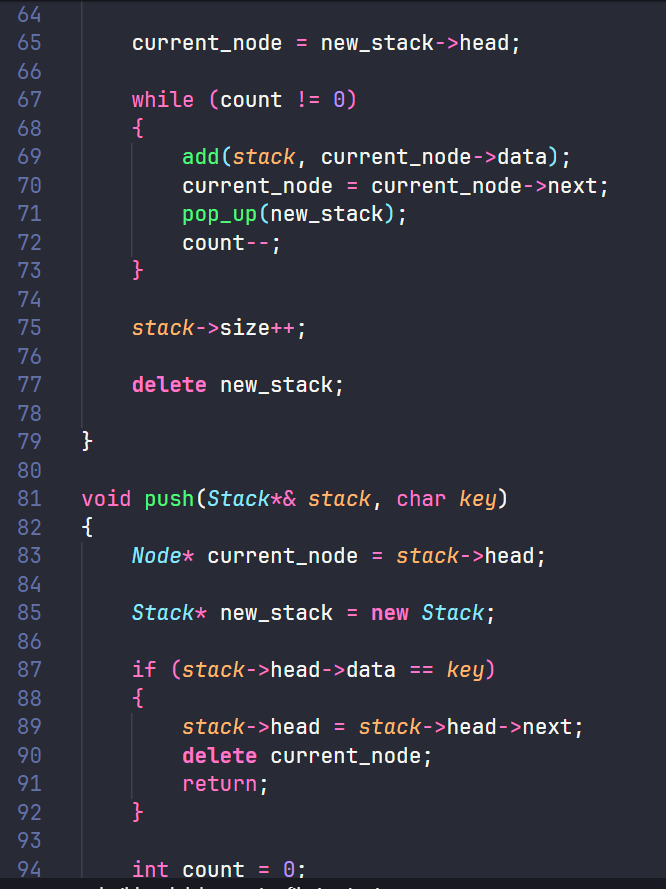 64
65 current_node = new_stack->head;
66
67 while (count != 0)
68 {
69 add(stack, current_node->data);
70 current_node = current_node->next;
71 pop_up(new_stack);
72 count--;
73 }
74
75 stack->size++;
76
77 delete new_stack;
78
79 }
80
81 void push(Stack*& stack, char key)
82 {
83 Node* current_node = stack->head;
84
85 Stack* new_stack = new Stack;
86
87 if (stack->head->data == key)
88 {
89 stack->head = stack->head->next;
90 delete current_node;
91 return;
92 }
93
94 int count = 0;